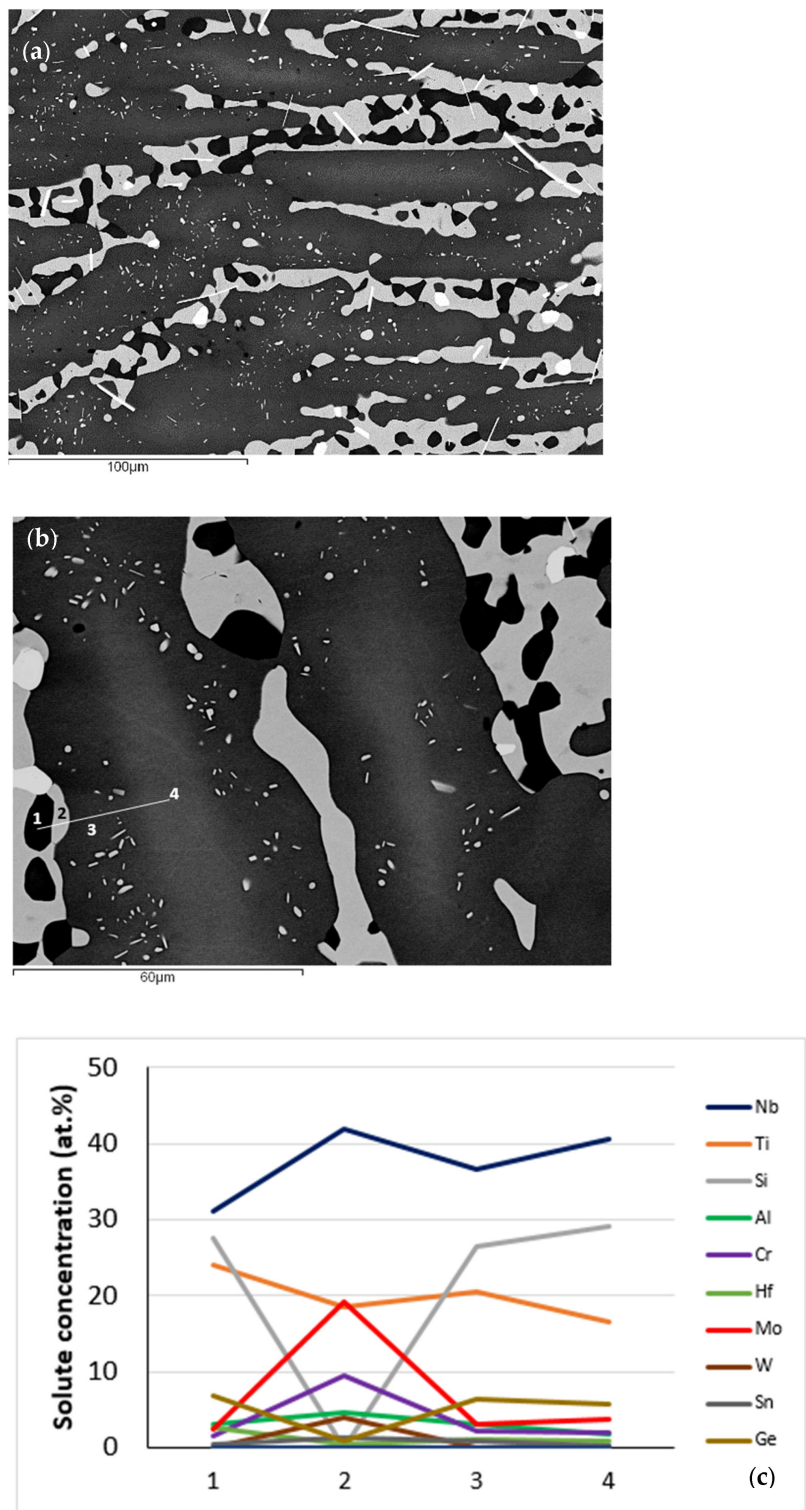 (a)
100µm
(b)
4
1 2
3
60µm
50
40
30
20
10
0
Solute concentration (at.%)
1 2 3 4
Nb
Ti
Si
Al
Cr
Hf
Mo
W
Sn
Ge
(c)